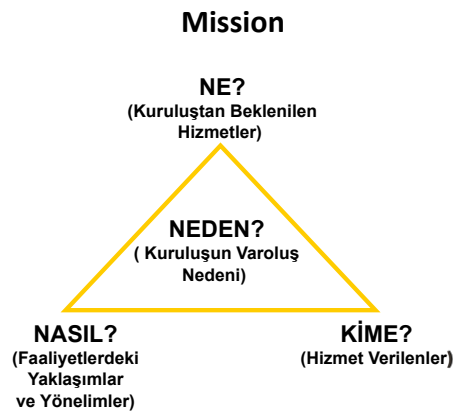 Mission
NE?
(Kuruluştan Beklenilen
Hizmetler)
NEDEN?
( Kuruluşun Varoluş
Nedeni)
NASIL?
(Faaliyetlerdeki
Yaklaşımlar
ve Yönelimler)
KİME?
(Hizmet Verilenler)